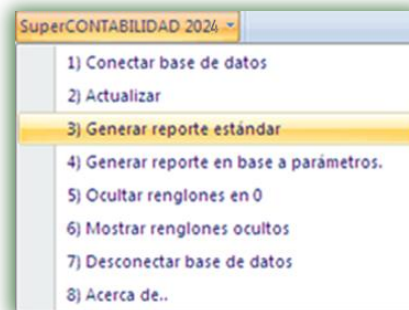 SuperCONTABILIDAD 2024
1) Conectar base de datos
2) Actualizar
3) Generar reporte estándar
4) Generar reporte en base a parámetros.
5) Ocultar renglones en 0
6) Mostrar renglones ocultos
7) Desconectar base de datos
8) Acerca de..